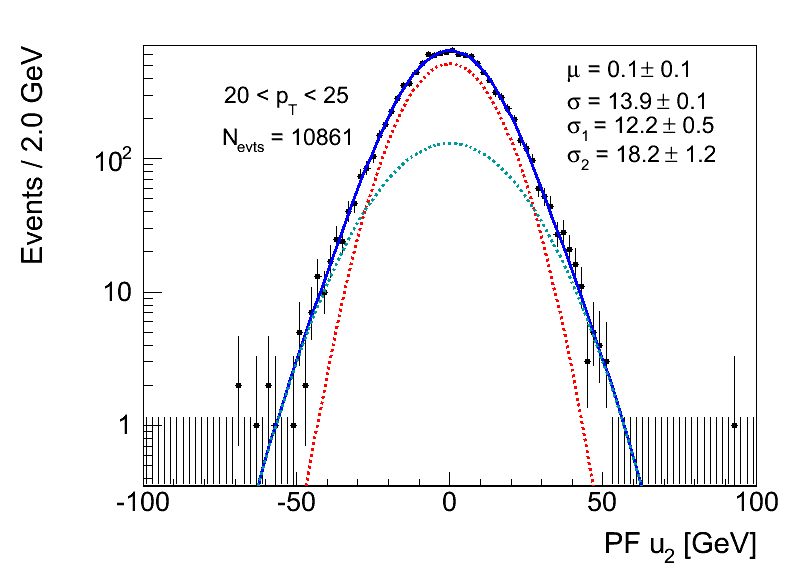 Events / 2.0 GeV
20 < p_T < 25
N_evts = 10861
μ = 0.1 ± 0.1
σ = 13.9 ± 0.1
σ_1 = 12.2 ± 0.5
σ_2 = 18.2 ± 1.2
10^2
10
1
-100 -50 0 50 100
PF u_2 [GeV]